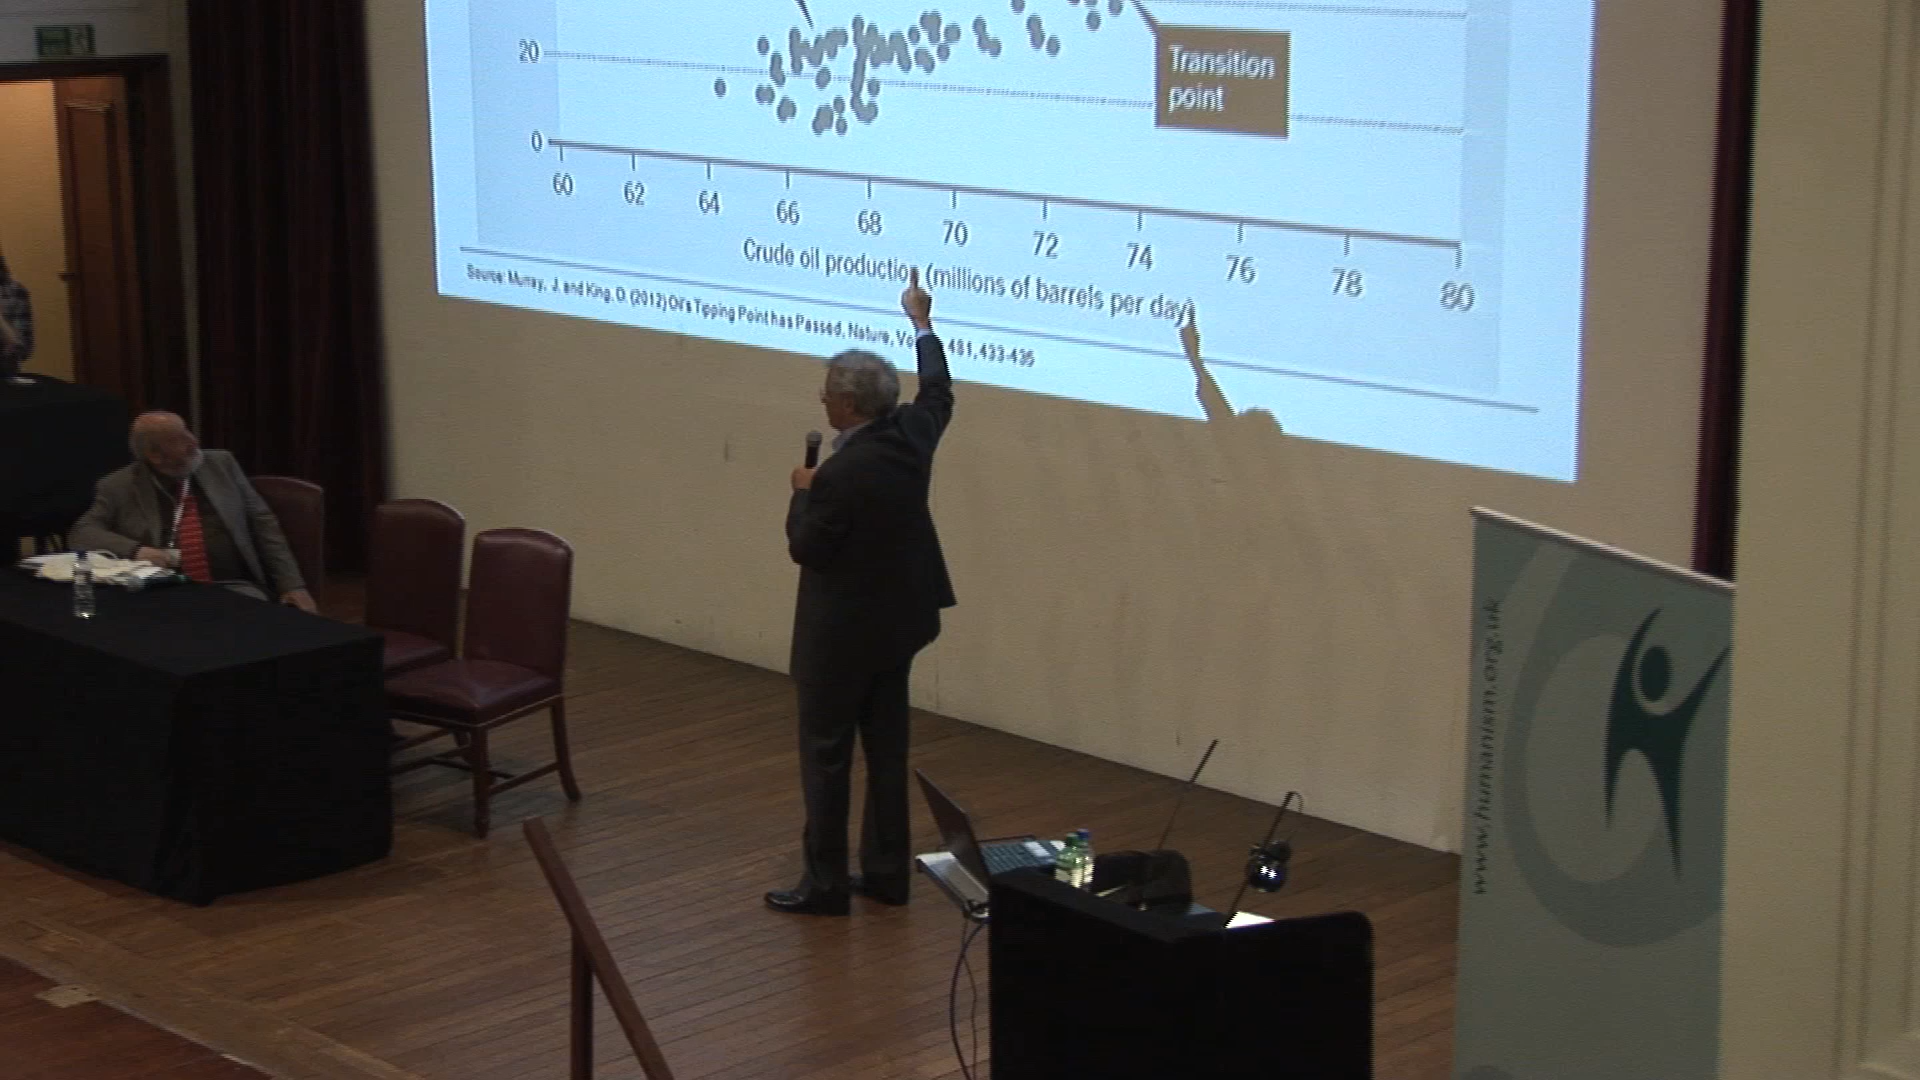 20
0
Transition
point
60 62 64 66 68 70 72 74 76 78 80
Crude oil production (millions of barrels per day)
Source: Murray, J. and King, D. (2012) Oil's Tipping Point has Passed, Nature, 481, 433-435
www.humanism.org.uk